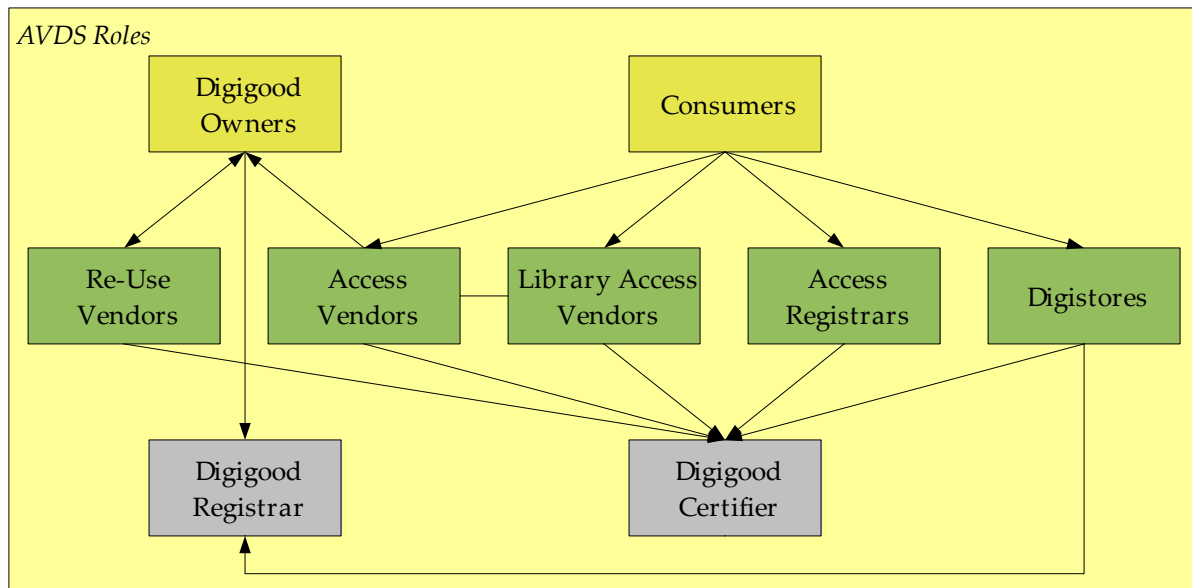 AVDS Roles
Digigood
Owners
Consumers
Re-Use
Vendors
Access
Vendors
Library Access
Vendors
Access
Registrars
Digistores
Digigood
Registrar
Digigood
Certifier